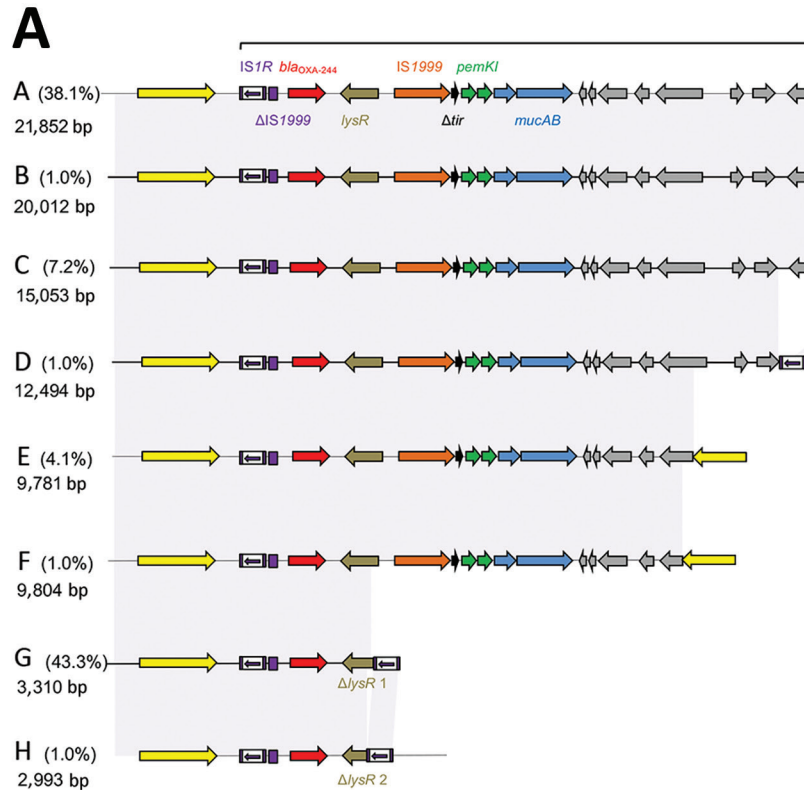 A
IS1R blaOXA-244 IS1999 pemKI
A (38.1%)
21,852 bp
ΔIS1999 lysR Δtir mucAB
B (1.0%)
20,012 bp
C (7.2%)
15,053 bp
D (1.0%)
12,494 bp
E (4.1%)
9,781 bp
F (1.0%)
9,804 bp
G (43.3%)
3,310 bp
ΔlysR 1
H (1.0%)
2,993 bp
ΔlysR 2